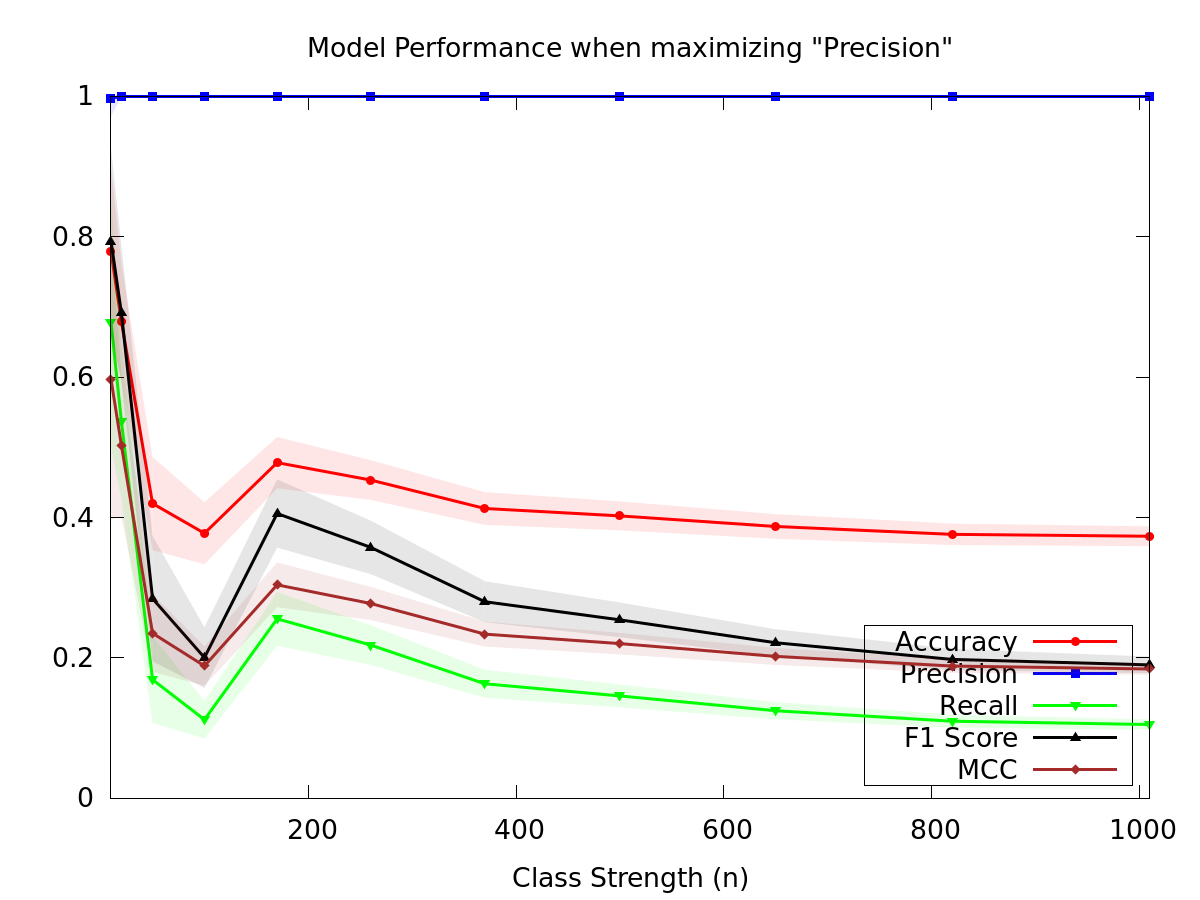 Model Performance when maximizing "Precision"
1
0.8
0.6
0.4
0.2
0
Accuracy
Precision
Recall
F1 Score
MCC
200 400 600 800 1000
Class Strength (n)